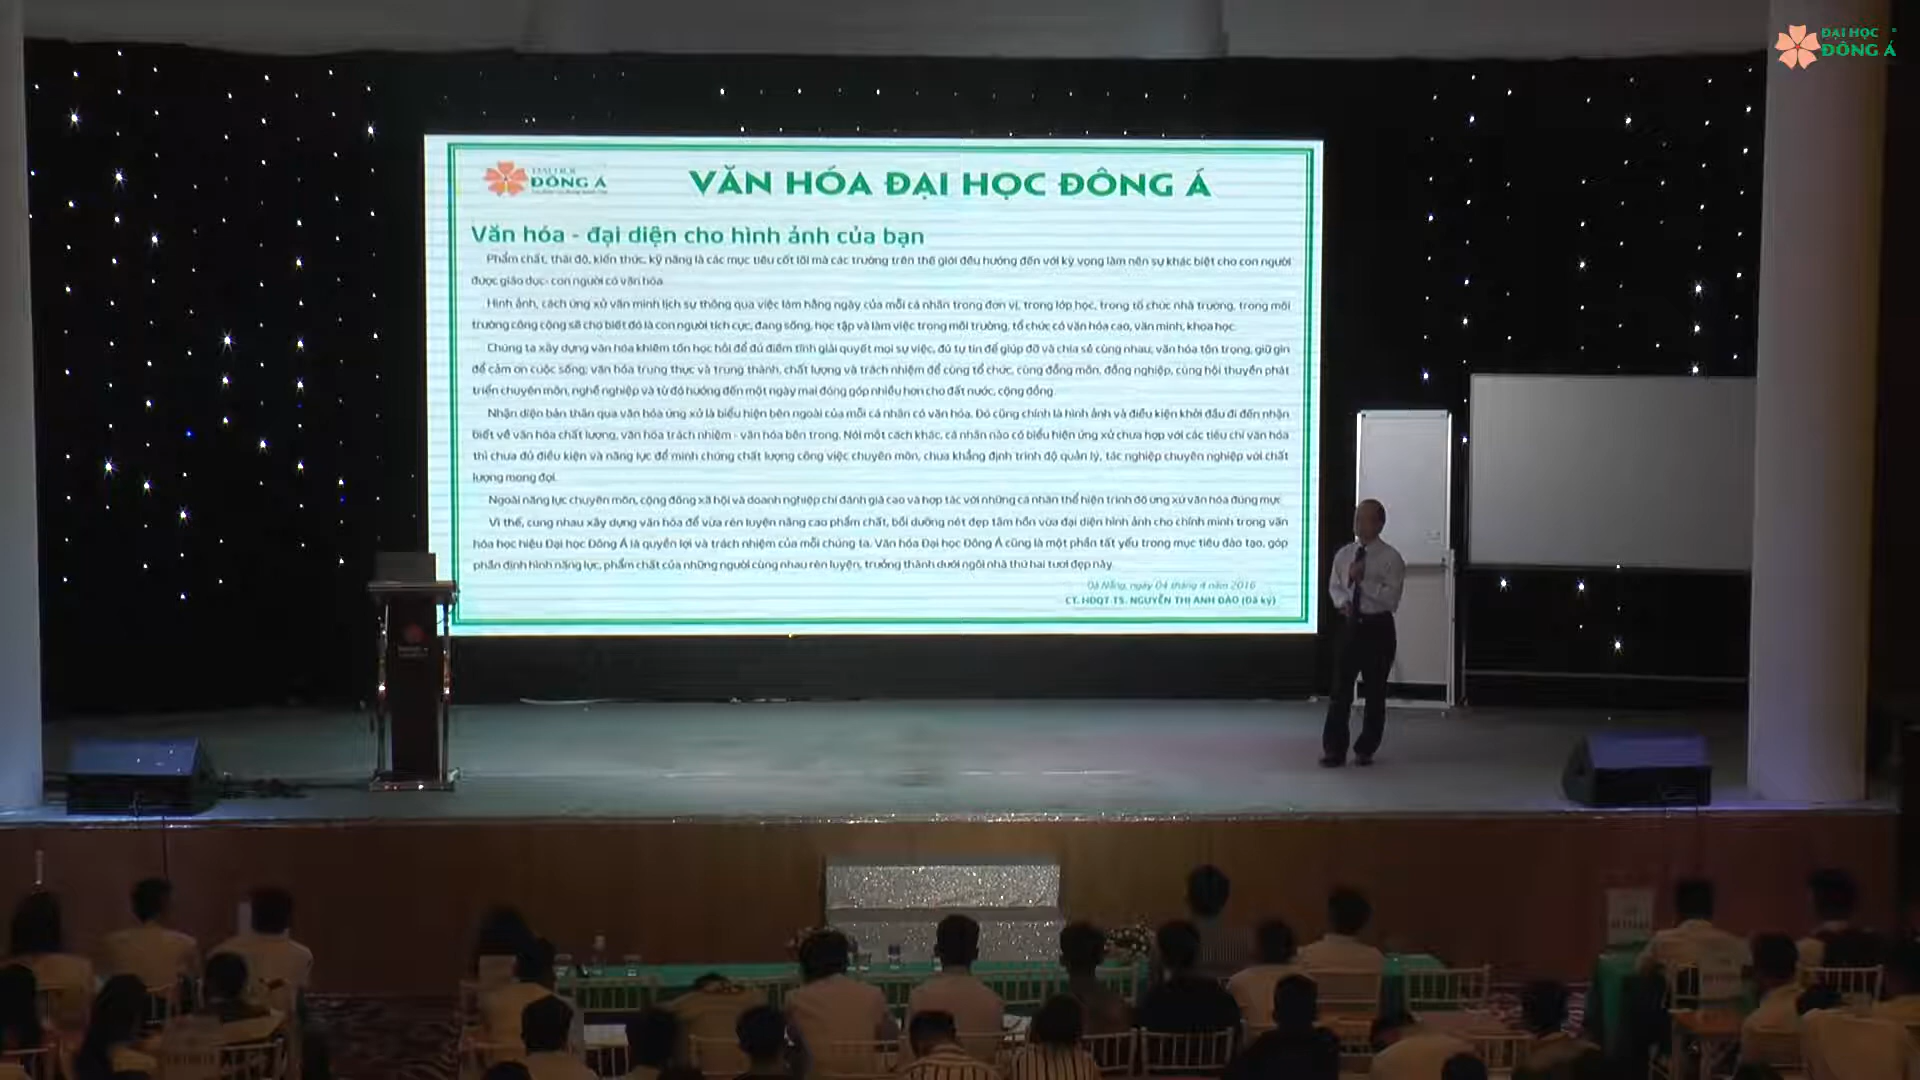 ĐẠI HỌC
ĐÔNG Á
ĐẠI HỌC
ĐÔNG Á
VĂN HÓA ĐẠI HỌC ĐÔNG Á
Văn hóa - đại diện cho hình ảnh của bạn
Phẩm chất, thái độ, kiến thức, kỹ năng là các mục tiêu cốt lõi mà các trường trên thế giới đều hướng đến với kỳ vọng làm nên sự khác biệt cho con người
được giáo dục- con người có văn hóa.
Hình ảnh, cách ứng xử văn minh lịch sự thông qua việc làm hằng ngày của mỗi cá nhân trong đơn vị, trong lớp học, trong tổ chức nhà trường, trong môi
trường công cộng sẽ cho biết đó là con người tích cực, đang sống, học tập và làm việc trong môi trường, tổ chức có văn hóa cao, văn minh, khoa học.
Chúng ta xây dựng văn hóa khiêm tốn học hỏi để đủ điềm tĩnh giải quyết mọi sự việc, đủ tự tin để giúp đỡ và chia sẻ cùng nhau; văn hóa tôn trọng, giữ gìn
để cảm ơn cuộc sống; văn hóa trung thực và trung thành, chất lượng và trách nhiệm để cùng tổ chức, cùng đồng môn, đồng nghiệp, cùng hội thuyền phát
triển chuyên môn, nghề nghiệp và từ đó hướng đến một ngày mai đóng góp nhiều hơn cho đất nước, cộng đồng.
Nhận diện bản thân qua văn hóa ứng xử là biểu hiện bên ngoài của mỗi cá nhân có văn hóa. Đó cũng chính là hình ảnh và điều kiện khởi đầu đi đến nhận
biết về văn hóa chất lượng, văn hóa trách nhiệm - văn hóa bên trong. Nói một cách khác, cá nhân nào có biểu hiện ứng xử chưa hợp với các tiêu chí văn hóa
thì chưa đủ điều kiện và năng lực để minh chứng chất lượng công việc chuyên môn, chưa khẳng định trình độ quản lý, tác nghiệp chuyên nghiệp với chất
lượng mong đợi.
Ngoài năng lực chuyên môn, cộng đồng xã hội và doanh nghiệp chỉ đánh giá cao và hợp tác với những cá nhân thể hiện trình độ ứng xử văn hóa đúng mực.
Vì thế, cùng nhau xây dựng văn hóa để vừa rèn luyện nâng cao phẩm chất, bồi dưỡng nét đẹp tâm hồn vừa đại diện hình ảnh cho chính mình trong văn
hóa học hiệu Đại học Đông Á là quyền lợi và trách nhiệm của mỗi chúng ta. Văn hóa Đại học Đông Á cũng là một phần tất yếu trong mục tiêu đào tạo, góp
phần định hình năng lực, phẩm chất của những người cùng nhau rèn luyện, trưởng thành dưới ngôi nhà thứ hai tươi đẹp này.
Đà Nẵng, ngày 04 tháng 4 năm 2016
CT. HĐQT-TS. NGUYỄN THỊ ANH ĐÀO (Đã ký)